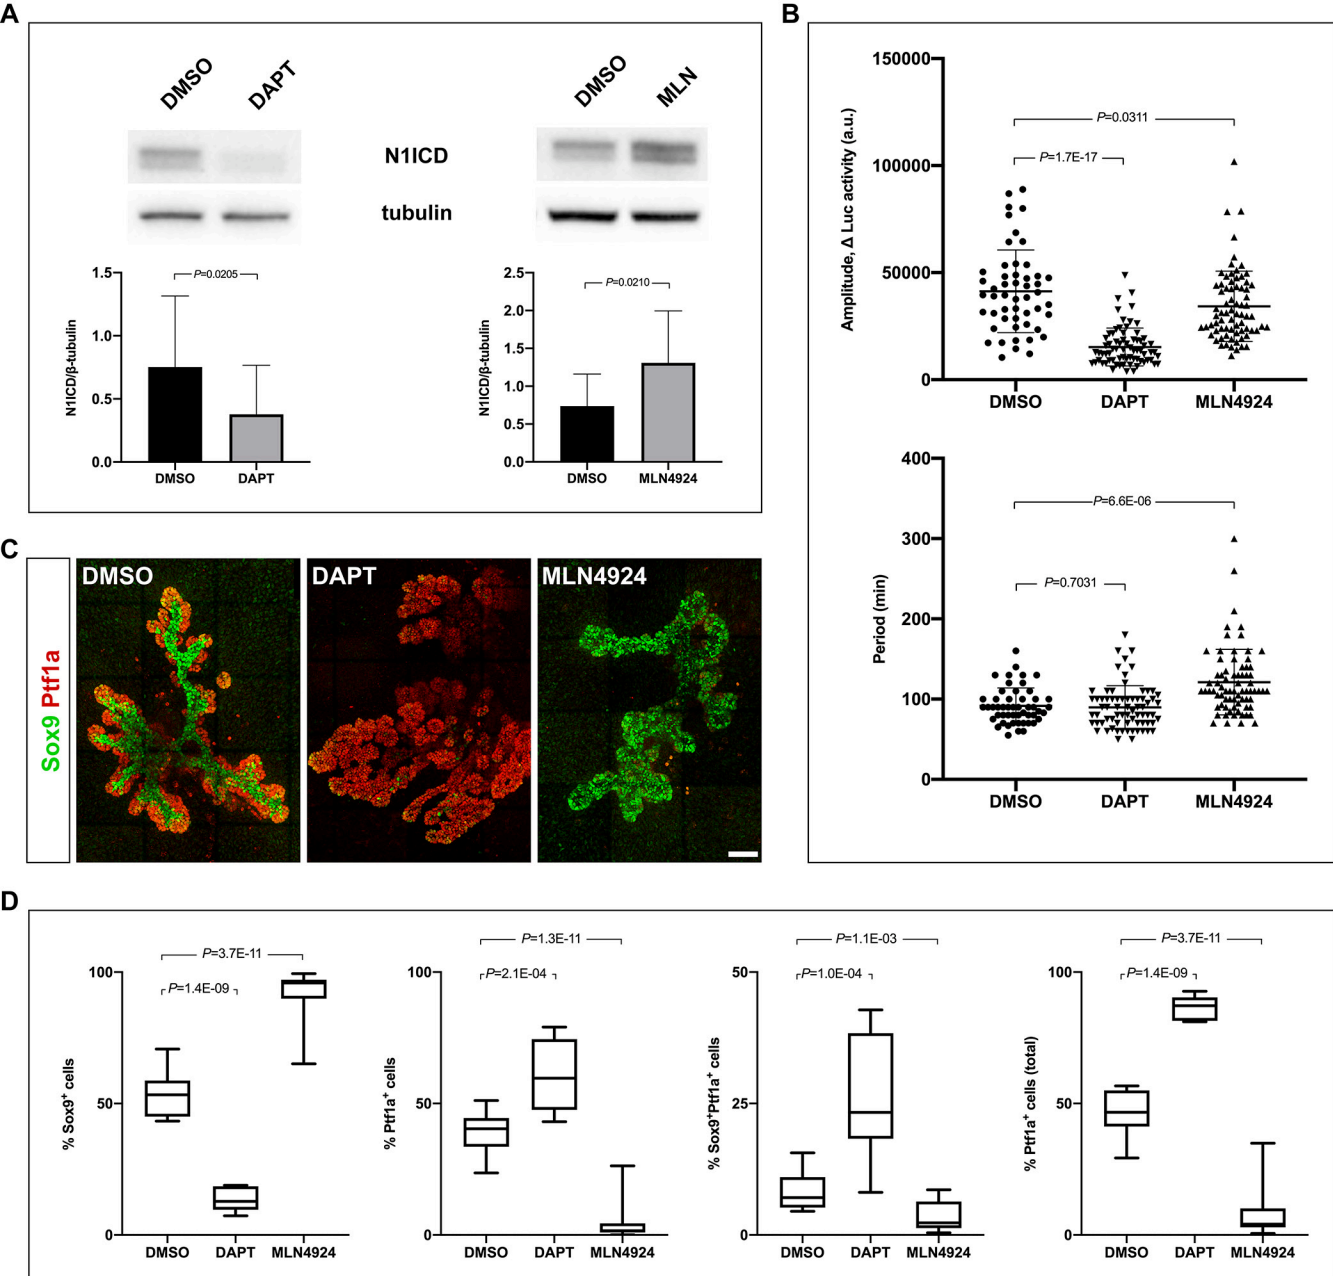 A
DMSO
DAPT
DMSO
MLN
N1ICD
tubulin
N1ICD/β-tubulin
1.5
1.0
0.5
0.0
P=0.0205
DMSO
DAPT
N1ICD/β-tubulin
2.5
2.0
1.5
1.0
0.5
0.0
P=0.0210
DMSO
MLN4924
B
Amplitude, Δ Luc activity (a.u.)
150000
100000
50000
0
P=0.0311
P=1.7E-17
DMSO
DAPT
MLN4924
Period (min)
400
300
200
100
0
P=6.6E-06
P=0.7031
DMSO
DAPT
MLN4924
C
Sox9 Ptf1a
DMSO
DAPT
MLN4924
D
% Sox9+ cells
100
50
0
P=3.7E-11
P=1.4E-09
DMSO
DAPT
MLN4924
% Ptf1a+ cells
100
50
0
P=1.3E-11
P=2.1E-04
DMSO
DAPT
MLN4924
% Sox9+Ptf1a+ cells
50
25
0
P=1.1E-03
P=1.0E-04
DMSO
DAPT
MLN4924
% Ptf1a+ cells (total)
100
50
0
P=3.7E-11
P=1.4E-09
DMSO
DAPT
MLN4924